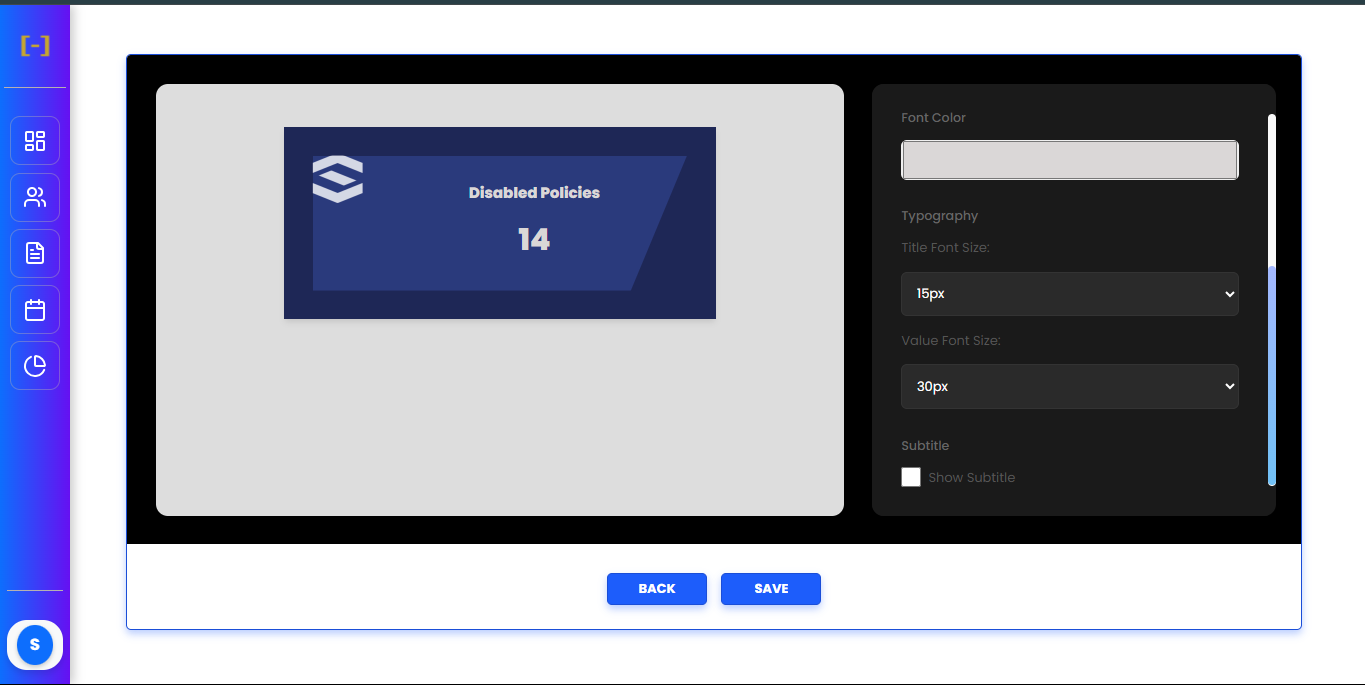 [-]
Disabled Policies
14
Font Color
Typography
Title Font Size:
15px
Value Font Size:
30px
Subtitle
Show Subtitle
BACK
SAVE
S